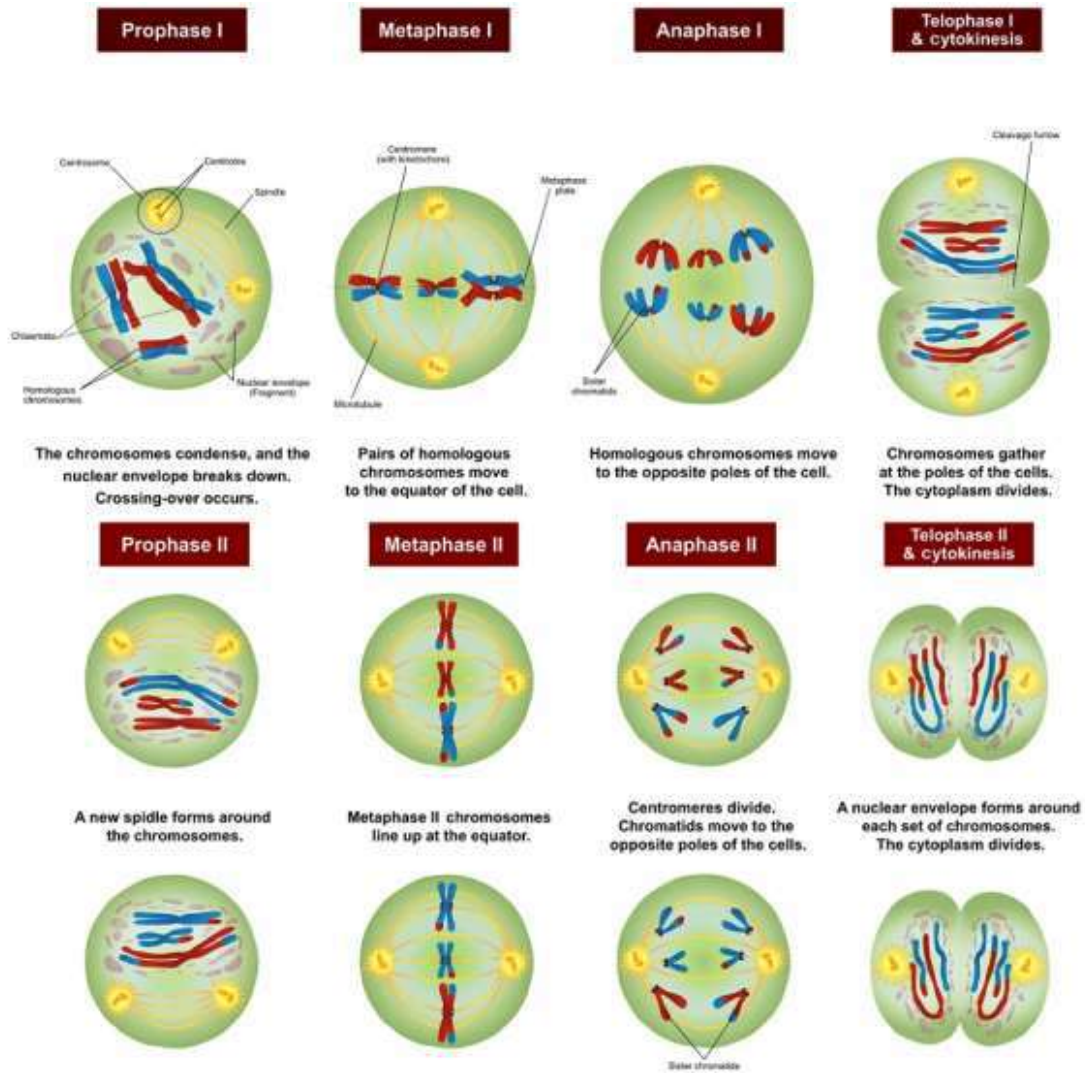 Prophase I
Metaphase I
Anaphase I
Telophase I
& cytokinesis
Cleavage furrow
Centrosome
Centrioles
Spindle
Chiasmata
Homologous
chromosomes
Nuclear envelope
(Fragment)
Centromere
(with kinetochore)
Metaphase
plate
Microtubule
Sister
chromatids
The chromosomes condense, and the
nuclear envelope breaks down.
Crossing-over occurs.
Pairs of homologous
chromosomes move
to the equator of the cell.
Homologous chromosomes move
to the opposite poles of the cell.
Chromosomes gather
at the poles of the cells.
The cytoplasm divides.
Prophase II
Metaphase II
Anaphase II
Telophase II
& cytokinesis
A new spidle forms around
the chromosomes.
Metaphase II chromosomes
line up at the equator.
Centromeres divide.
Chromatids move to the
opposite poles of the cells.
A nuclear envelope forms around
each set of chromosomes.
The cytoplasm divides.
Sister chromatids